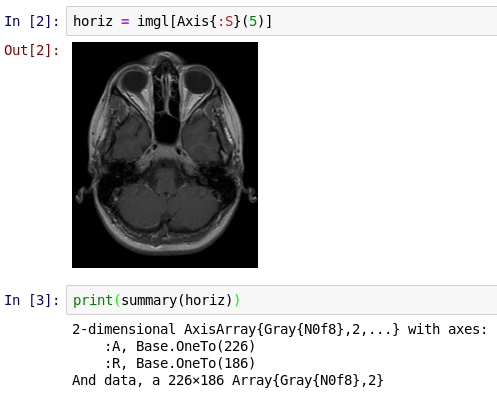 In [2]: horiz = imgl[Axis{:S}(5)]
Out[2]:
In [3]: print(summary(horiz))
2-dimensional AxisArray{Gray{N0f8},2,...} with axes:
    :A, Base.OneTo(226)
    :R, Base.OneTo(186)
And data, a 226×186 Array{Gray{N0f8},2}